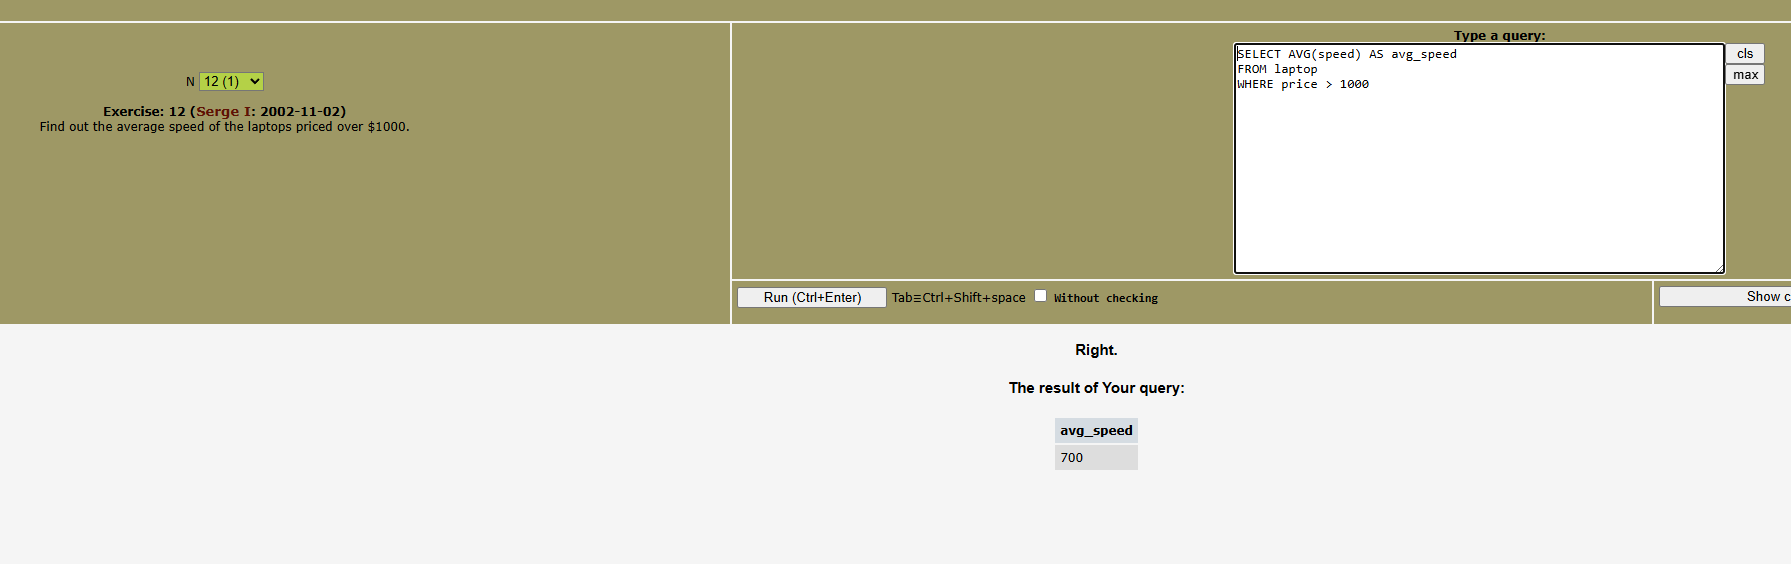 N 12 (1)
Exercise: 12 (Serge I: 2002-11-02)
Find out the average speed of the laptops priced over $1000.
Type a query:
SELECT AVG(speed) AS avg_speed
FROM laptop
WHERE price > 1000
cls
max
Run (Ctrl+Enter) Tab≡Ctrl+Shift+space Without checking
Show c
Right.
The result of Your query:
avg_speed
700